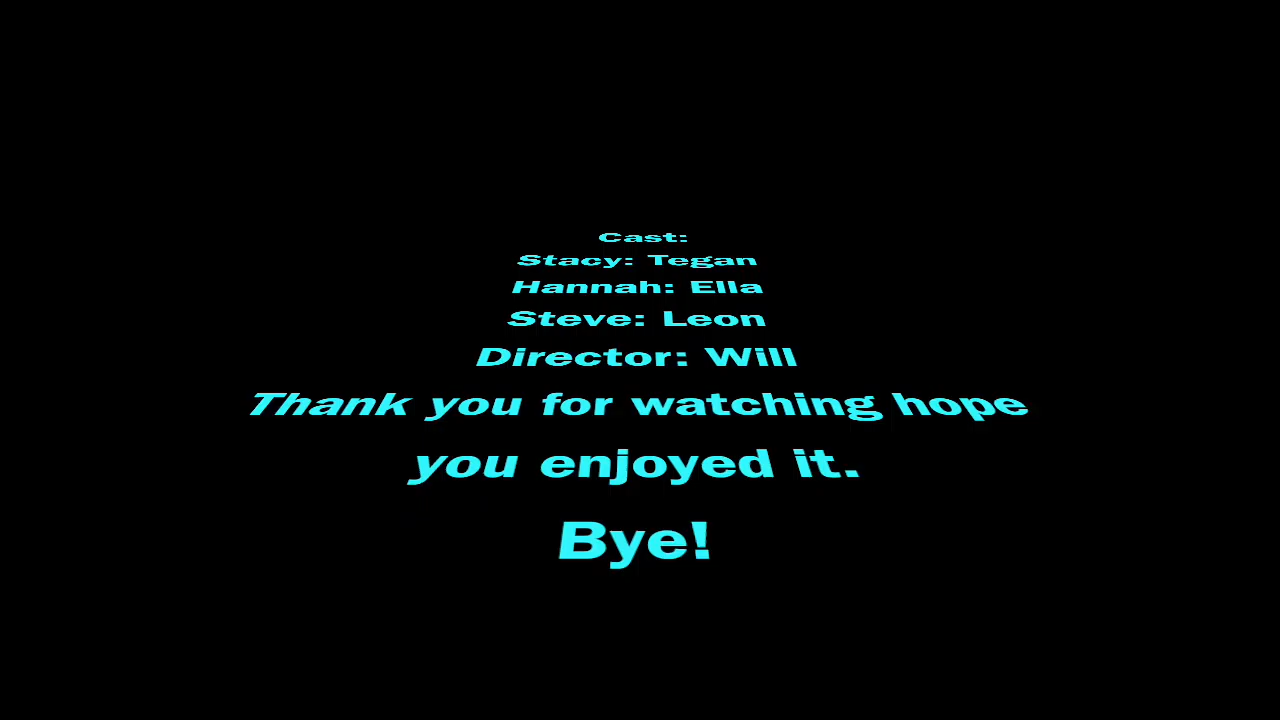 Cast:
Stacy: Tegan
Hannah: Ella
Steve: Leon
Director: Will
Thank you for watching hope
you enjoyed it.
Bye!